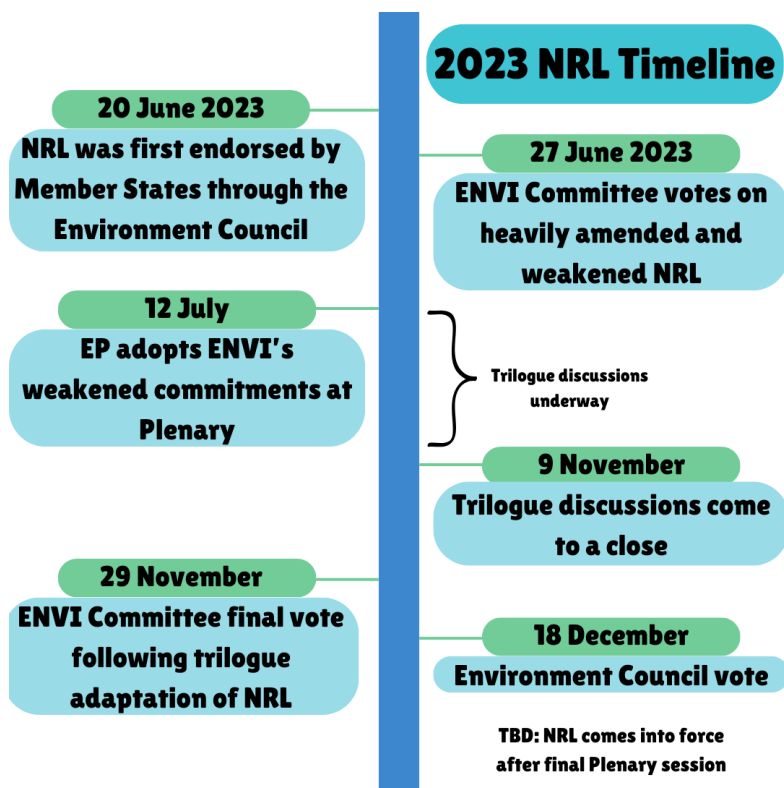 2023 NRL Timeline
20 June 2023
NRL was first endorsed by
Member States through the
Environment Council
27 June 2023
ENVI Committee votes on
heavily amended and
weakened NRL
12 July
EP adopts ENVI's
weakened commitments at
Plenary
Trilogue discussions
underway
9 November
Trilogue discussions come
to a close
29 November
ENVI Committee final vote
following trilogue
adaptation of NRL
18 December
Environment Council vote
TBD: NRL comes into force
after final Plenary session